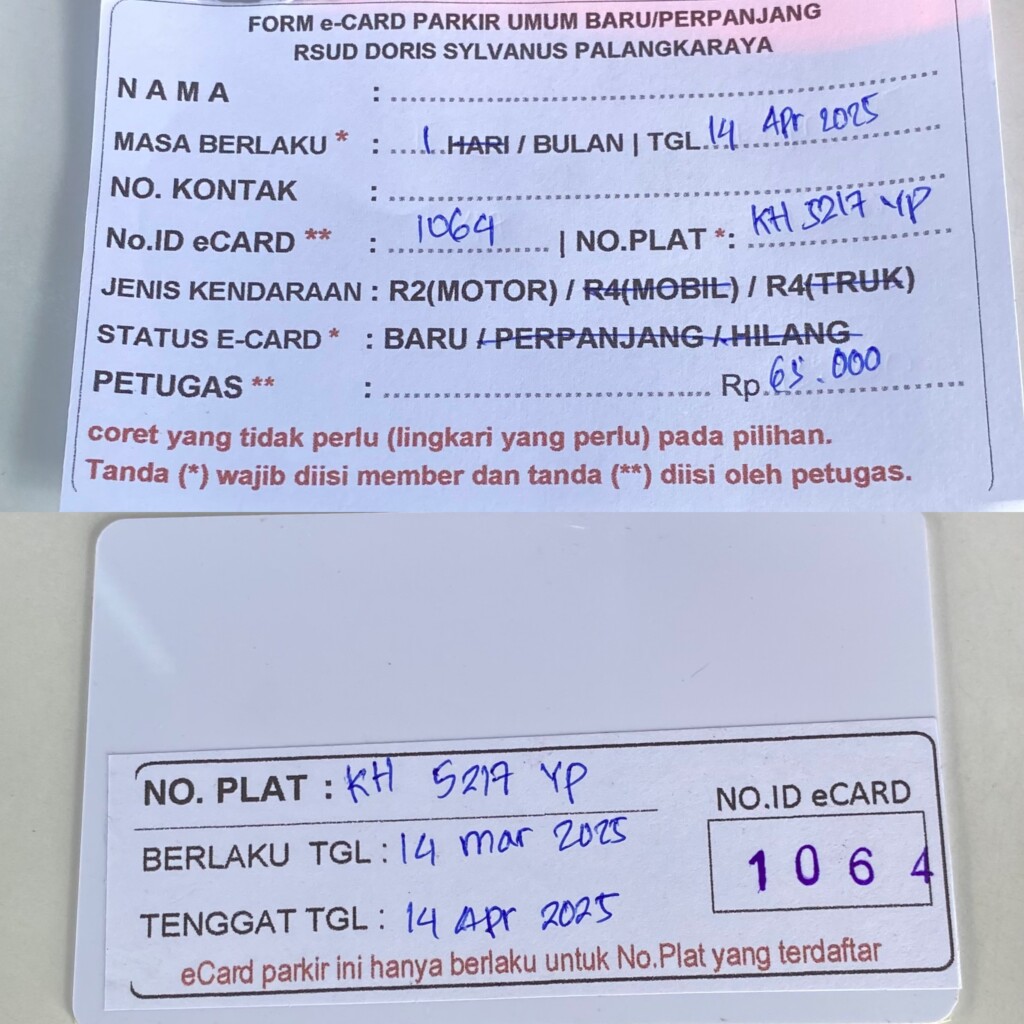 FORM e-CARD PARKIR UMUM BARU/PERPANJANG
RSUD DORIS SYLVANUS PALANGKARAYA
NAMA : ........................................
MASA BERLAKU * : ....1.HARI / BULAN | TGL.14 Apr 2025
NO. KONTAK : ........................................
No.ID eCARD ** : 1064 | NO.PLAT *: KH 5217 YP
JENIS KENDARAAN : R2(MOTOR) / R4(MOBIL) / R4(TRUK)
STATUS E-CARD * : BARU / PERPANJANG / HILANG
PETUGAS ** : ........................................ Rp 65.000
coret yang tidak perlu (lingkari yang perlu) pada pilihan.
Tanda (*) wajib diisi member dan tanda (**) diisi oleh petugas.
NO. PLAT : KH 5217 YP
NO.ID eCARD
BERLAKU TGL : 14 mar 2025
1064
TENGGAT TGL : 14 Apr 2025
eCard parkir ini hanya berlaku untuk No.Plat yang terdaftar